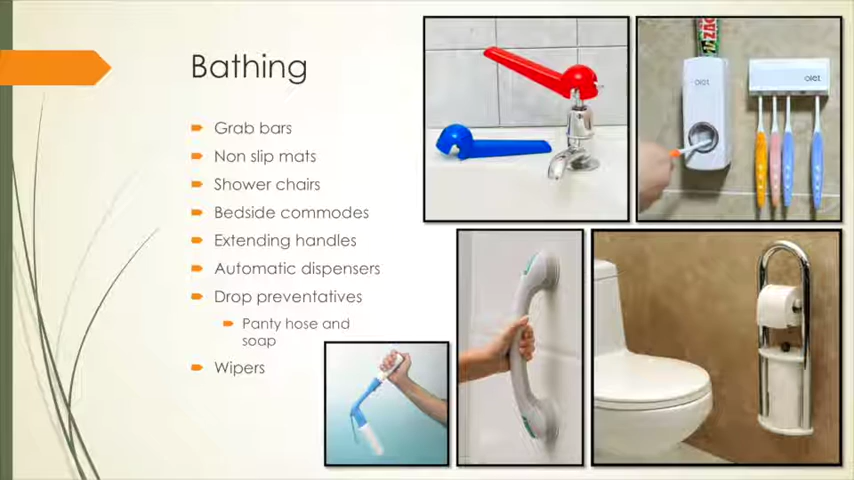 Bathing
Grab bars
Non slip mats
Shower chairs
Bedside commodes
Extending handles
Automatic dispensers
Drop preventatives
Panty hose and
soap
Wipers